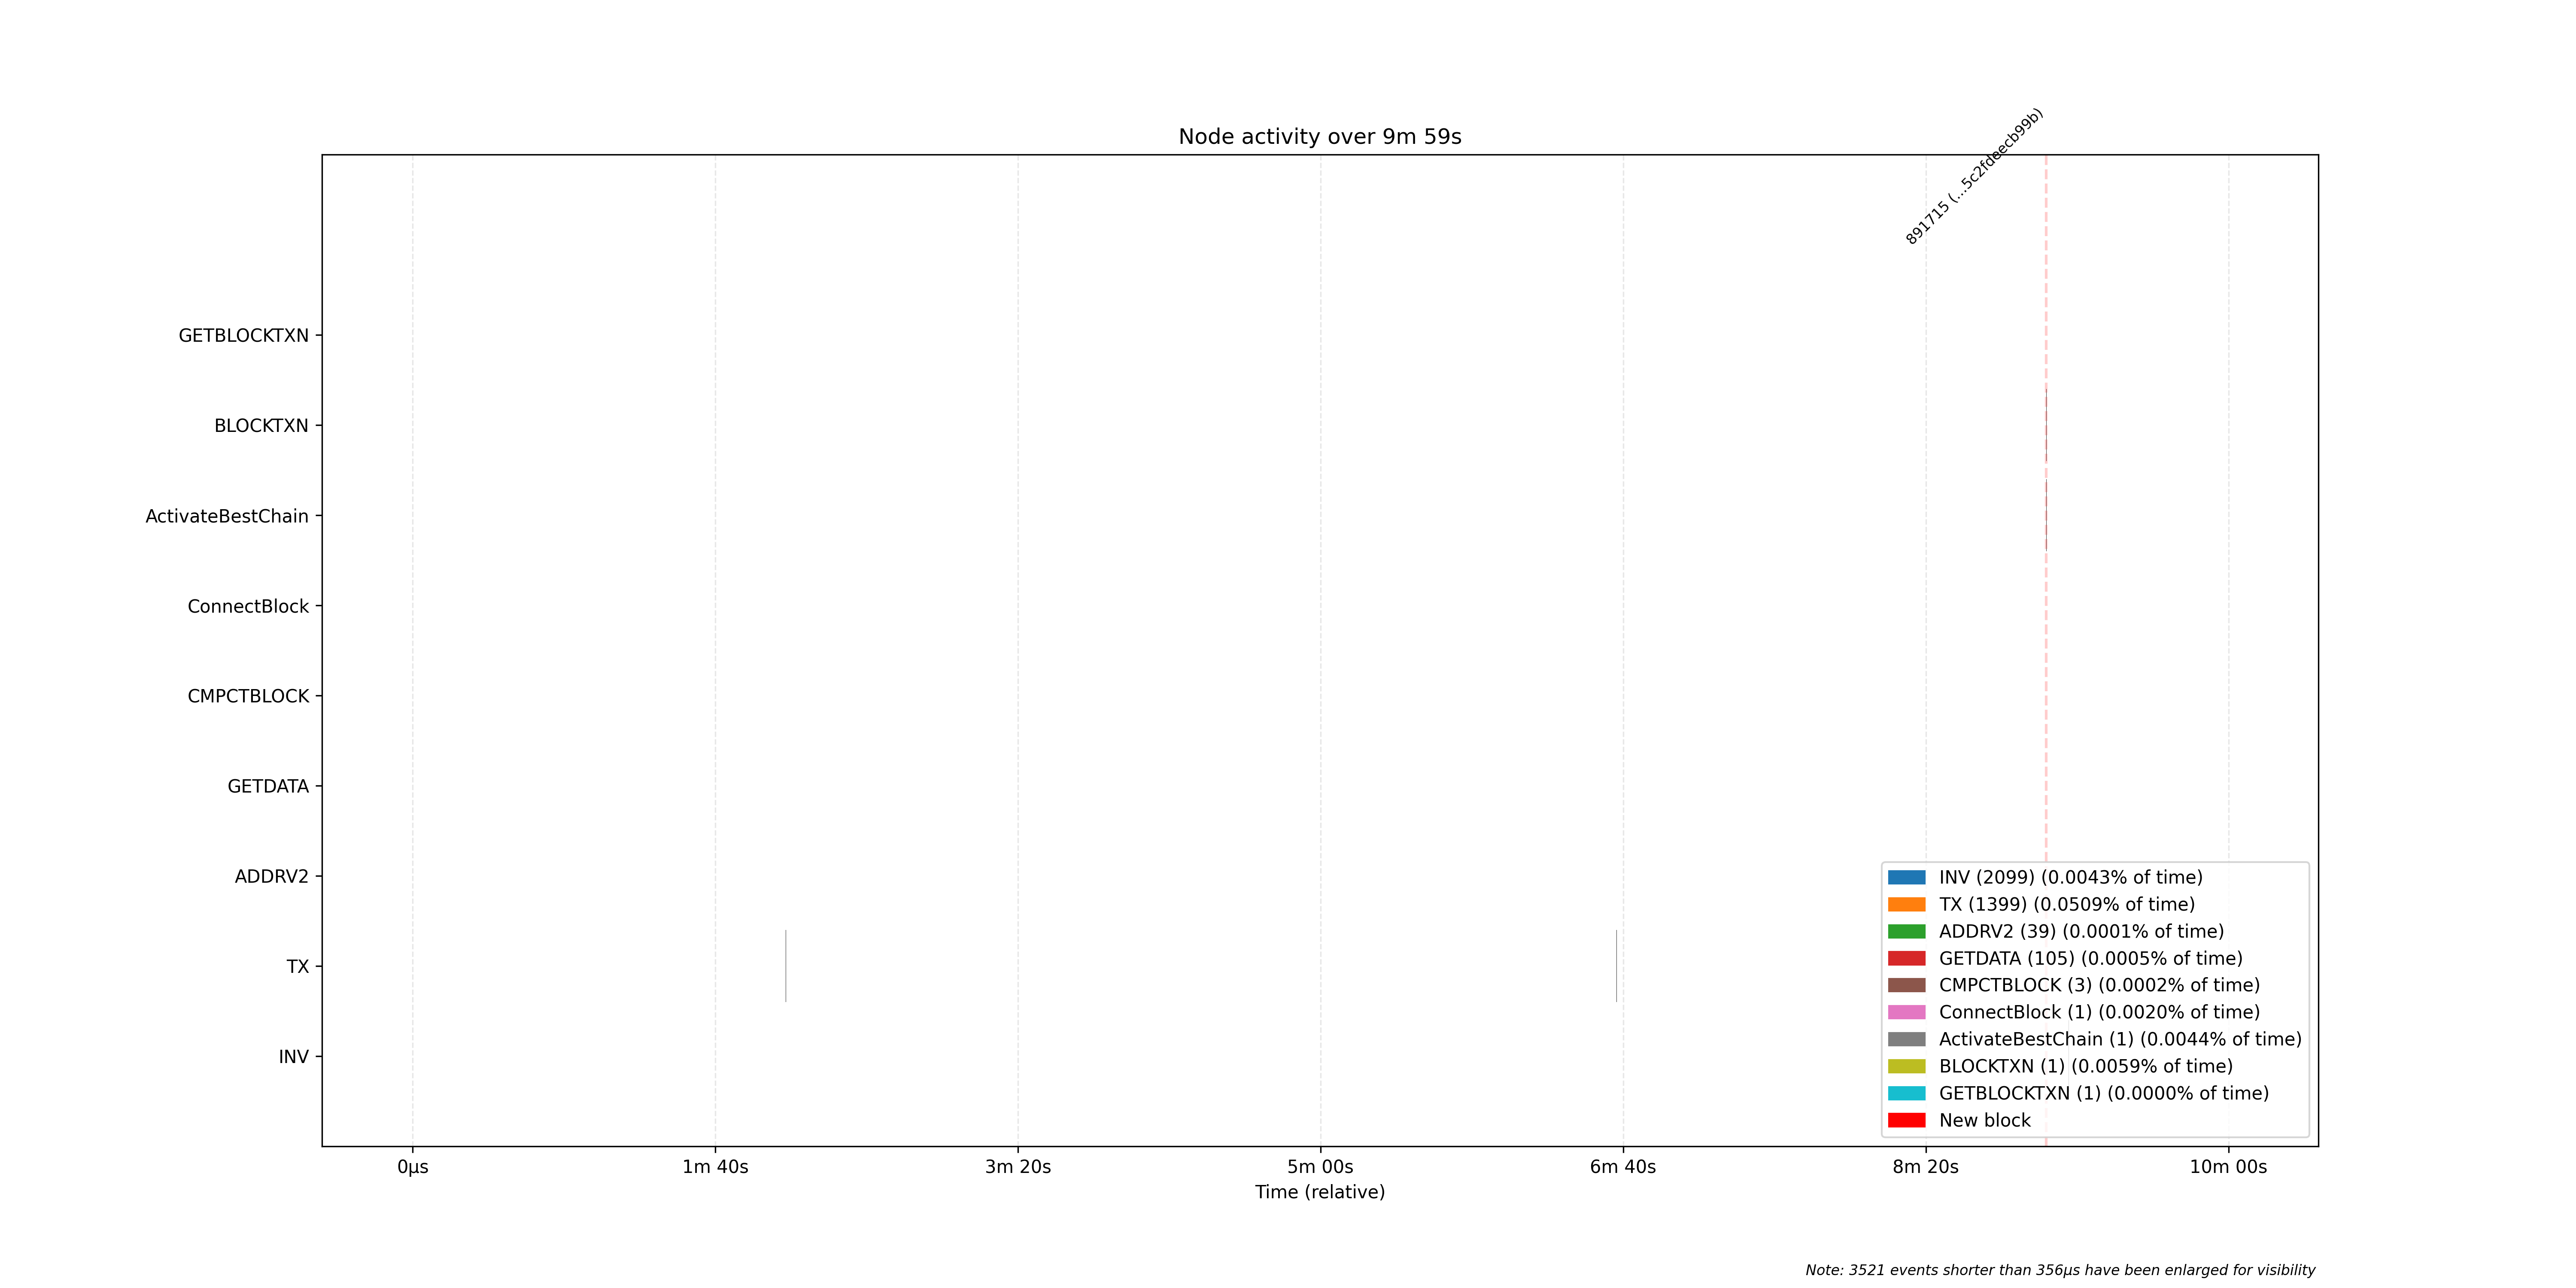 Node activity over 9m 59s
891715 (...5c2fdeecb99b)
GETBLOCKTXN
BLOCKTXN
ActivateBestChain
ConnectBlock
CMPCTBLOCK
GETDATA
ADDRV2
TX
INV
INV (2099) (0.0043% of time)
TX (1399) (0.0509% of time)
ADDRV2 (39) (0.0001% of time)
GETDATA (105) (0.0005% of time)
CMPCTBLOCK (3) (0.0002% of time)
ConnectBlock (1) (0.0020% of time)
ActivateBestChain (1) (0.0044% of time)
BLOCKTXN (1) (0.0059% of time)
GETBLOCKTXN (1) (0.0000% of time)
New block
0µs 1m 40s 3m 20s 5m 00s 6m 40s 8m 20s 10m 00s
Time (relative)
Note: 3521 events shorter than 356µs have been enlarged for visibility